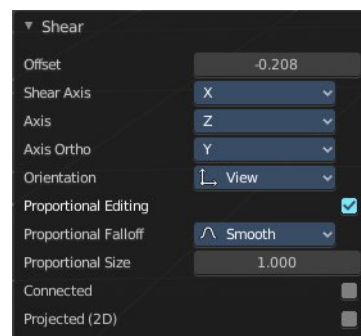 Shear
Offset -0.208
Shear Axis X
Axis Z
Axis Ortho Y
Orientation View
Proportional Editing
Proportional Falloff Smooth
Proportional Size 1.000
Connected
Projected (2D)